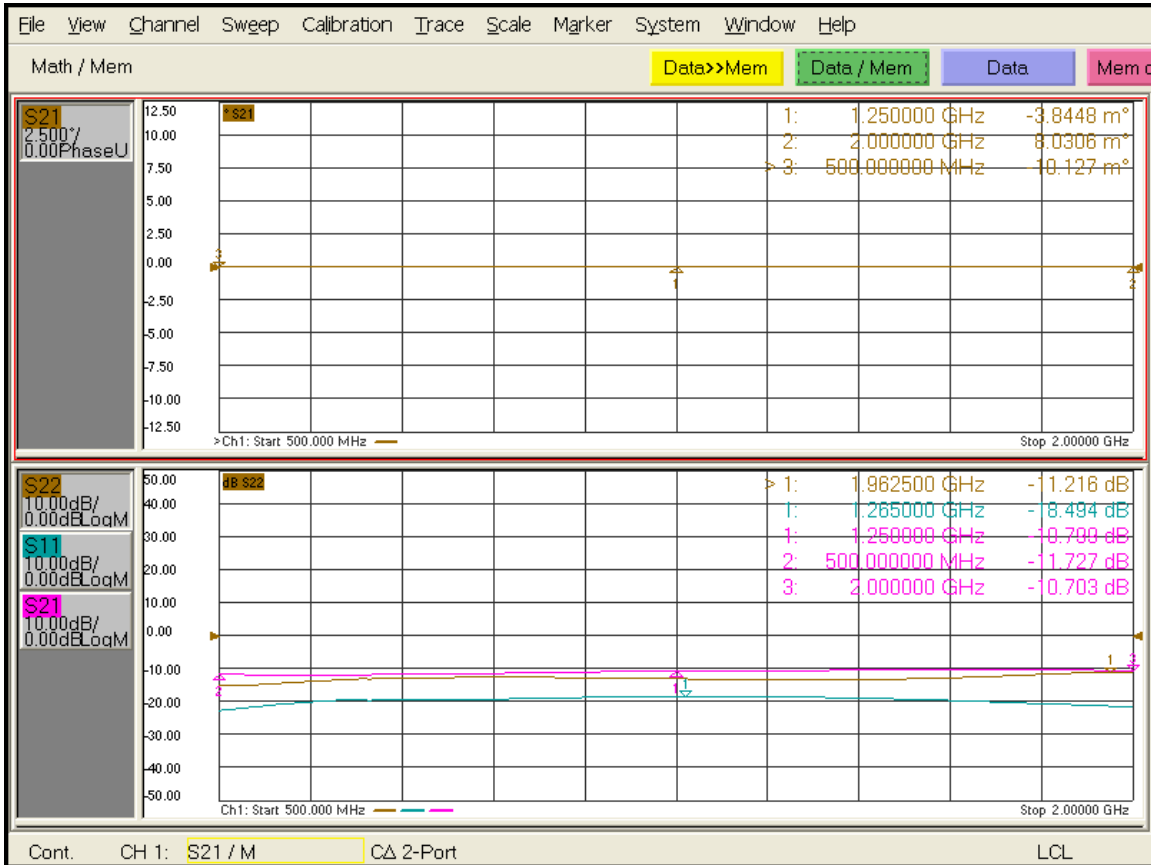 File View Channel Sweep Calibration Trace Scale Marker System Window Help
Math / Mem Data>>Mem Data / Mem Data Mem
S21
2.500°/
0.00PhaseU
12.50
10.00
7.50
5.00
2.50
0.00
-2.50
-5.00
-7.50
-10.00
-12.50
* S21
1: 1.250000 GHz -3.8448 m°
2: 2.000000 GHz 8.0306 m°
> 3: 500.000000 MHz -10.127 m°
3
1
2
>Ch1: Start 500.000 MHz
Stop 2.00000 GHz
S22
10.00dB/
0.00dBLogM
S11
10.00dB/
0.00dBLogM
S21
10.00dB/
0.00dBLogM
50.00
40.00
30.00
20.00
10.00
0.00
-10.00
-20.00
-30.00
-40.00
-50.00
dB S22
> 1: 1.962500 GHz -11.216 dB
1: 1.265000 GHz -18.494 dB
1: 1.250000 GHz
2: 500.000000 MHz -11.727 dB
3: 2.000000 GHz -10.703 dB
2
1
1
1
3
Ch1: Start 500.000 MHz
Stop 2.00000 GHz
Cont. CH 1: S21 / M C∆ 2-Port LCL